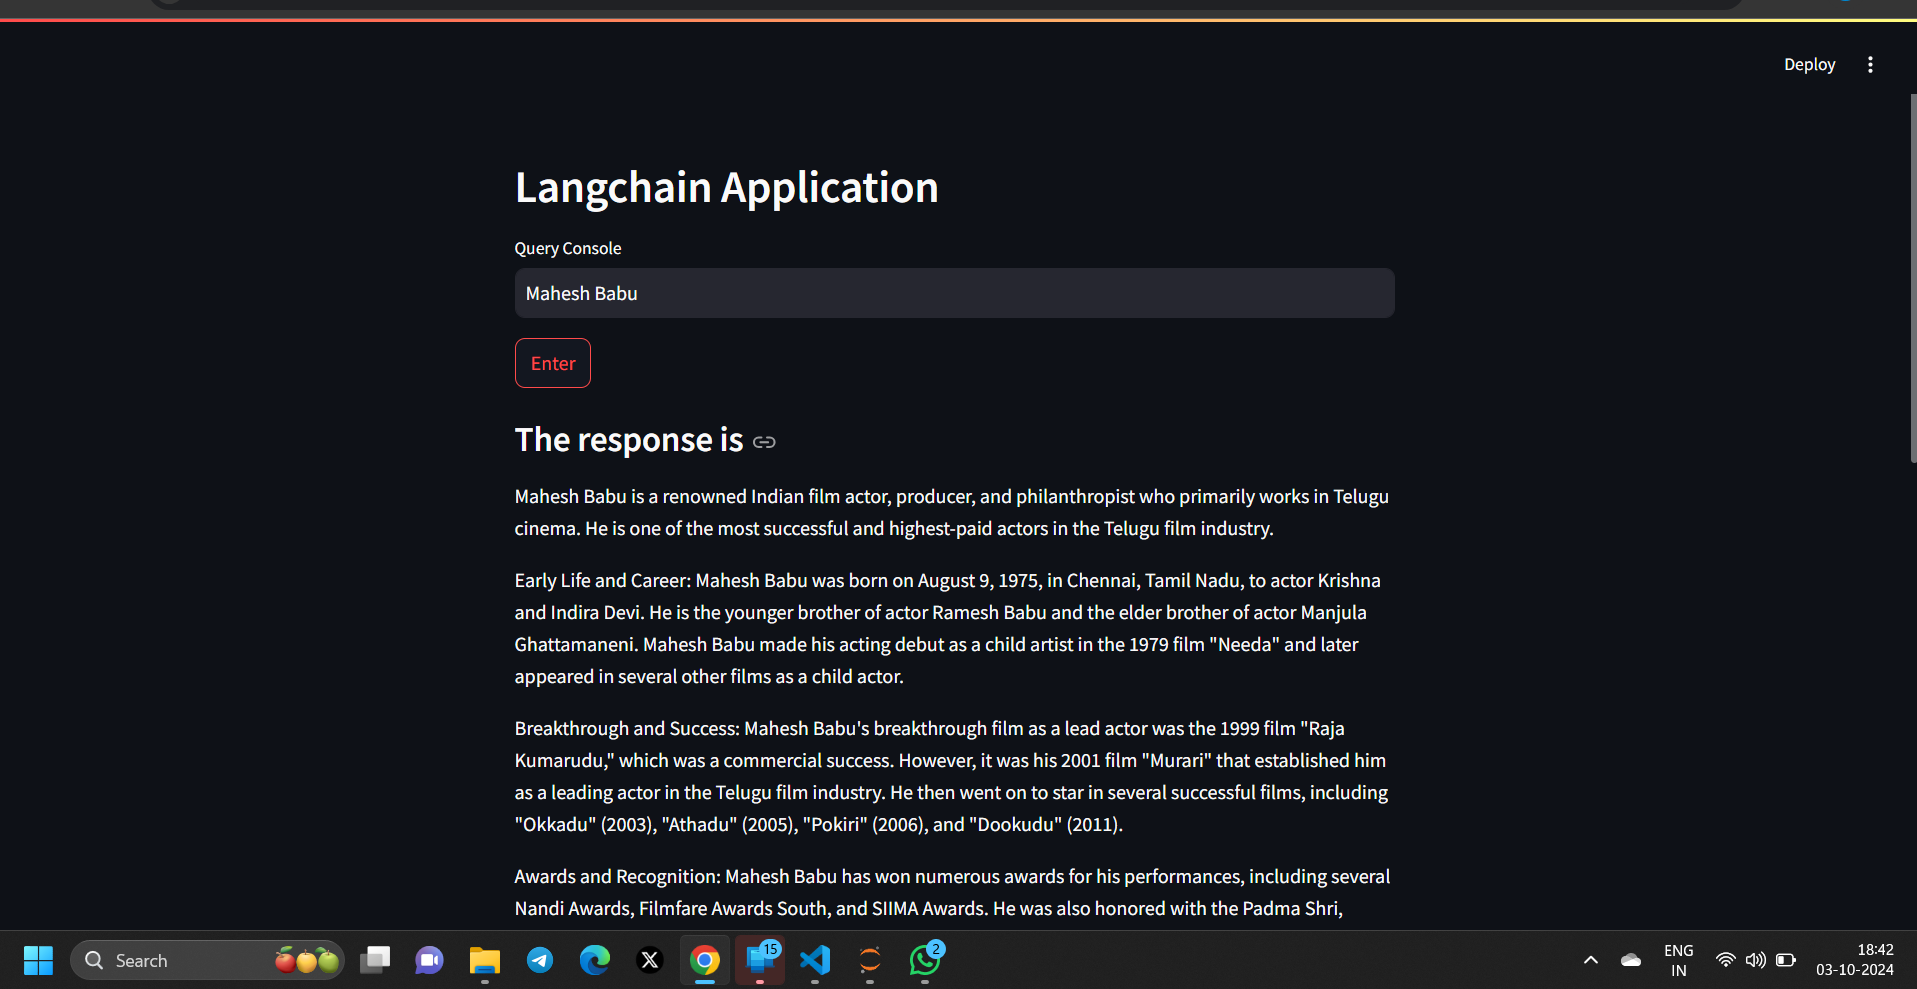 Deploy
Langchain Application
Query Console
Mahesh Babu
Enter
The response is
Mahesh Babu is a renowned Indian film actor, producer, and philanthropist who primarily works in Telugu
cinema. He is one of the most successful and highest-paid actors in the Telugu film industry.
Early Life and Career: Mahesh Babu was born on August 9, 1975, in Chennai, Tamil Nadu, to actor Krishna
and Indira Devi. He is the younger brother of actor Ramesh Babu and the elder brother of actor Manjula
Ghattamaneni. Mahesh Babu made his acting debut as a child artist in the 1979 film "Needa" and later
appeared in several other films as a child actor.
Breakthrough and Success: Mahesh Babu's breakthrough film as a lead actor was the 1999 film "Raja
Kumarudu," which was a commercial success. However, it was his 2001 film "Murari" that established him
as a leading actor in the Telugu film industry. He then went on to star in several successful films, including
"Okkadu" (2003), "Athadu" (2005), "Pokiri" (2006), and "Dookudu" (2011).
Awards and Recognition: Mahesh Babu has won numerous awards for his performances, including several
Nandi Awards, Filmfare Awards South, and SIIMA Awards. He was also honored with the Padma Shri,
Search
15
2
ENG
IN
18:42
03-10-2024